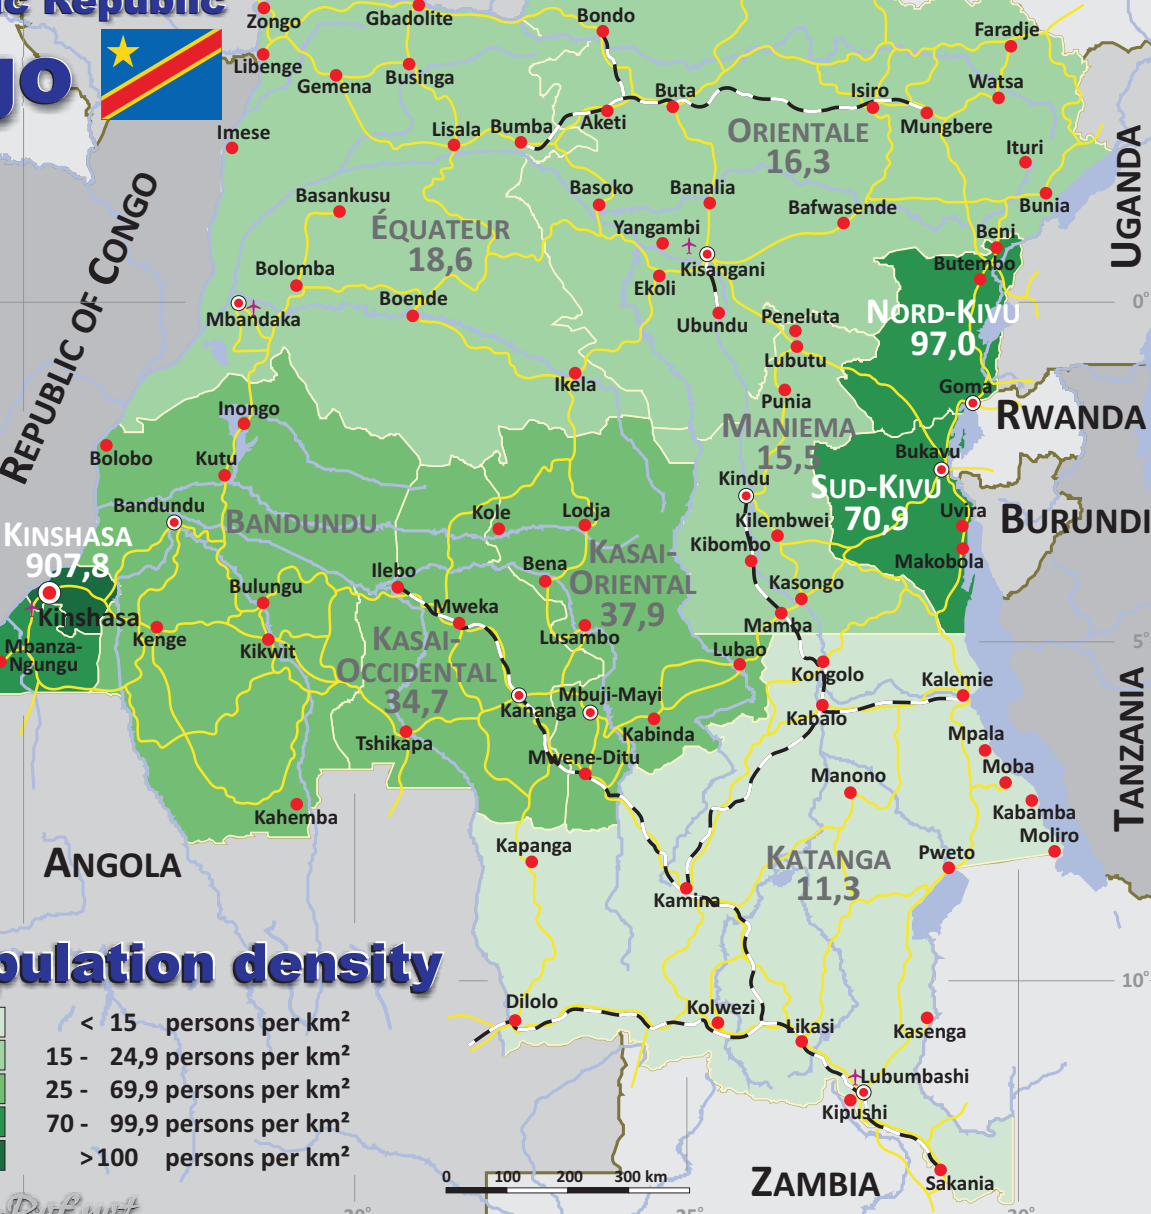 ic Republic
go
Zongo
Gbadolite
Bondo
Faradje
Libenge
Gemena
Businga
Buta
Isiro
Watsa
Imese
Lisala
Bumba
Aketi
ORIENTALE
16,3
Mungbere
Ituri
UGANDA
Basankusu
Basoko
Banalia
Bafwasende
Bunia
ÉQUATEUR
18,6
Yangambi
Beni
REPUBLIC OF CONGO
Bolomba
Kisangani
Butembo
Ekoli
Mbandaka
Boende
Ubundu
Peneluta
NORD-KIVU
97,0
0°
Lubutu
Ikela
Punia
Goma
RWANDA
Inongo
MANIEMA
15,5
Bolobo
Kutu
Bukavu
Kindu
SUD-KIVU
70,9
Bandundu
BANDUNDU
Kole
Lodja
Kilembwei
Uvira
BURUNDI
KINSHASA
907,8
Kibombo
KASAI-
ORIENTAL
37,9
Makobola
Ilebo
Bena
Bulungu
Kasongo
Kinshasa
Mweka
Mamba
Kenge
Kikwit
Lusambo
KASAI-
OCCIDENTAL
34,7
Mbanza-
Ngungu
Lubao
5°
Kongolo
Kalemie
Kananga
Mbuji-Mayi
Kabalo
TANZANIA
Tshikapa
Kabinda
Mpala
Mwene-Ditu
Moba
Manono
Kahemba
Kabamba
Moliro
Kapanga
KATANGA
11,3
Pweto
ANGOLA
Kamina
pulation density
10°
Dilolo
Kolwezi
Likasi
Kasenga
< 15 persons per km²
15 - 24,9 persons per km²
25 - 69,9 persons per km²
70 - 99,9 persons per km²
>100 persons per km²
Lubumbashi
Kipushi
0 100 200 300 km
ZAMBIA
Sakania